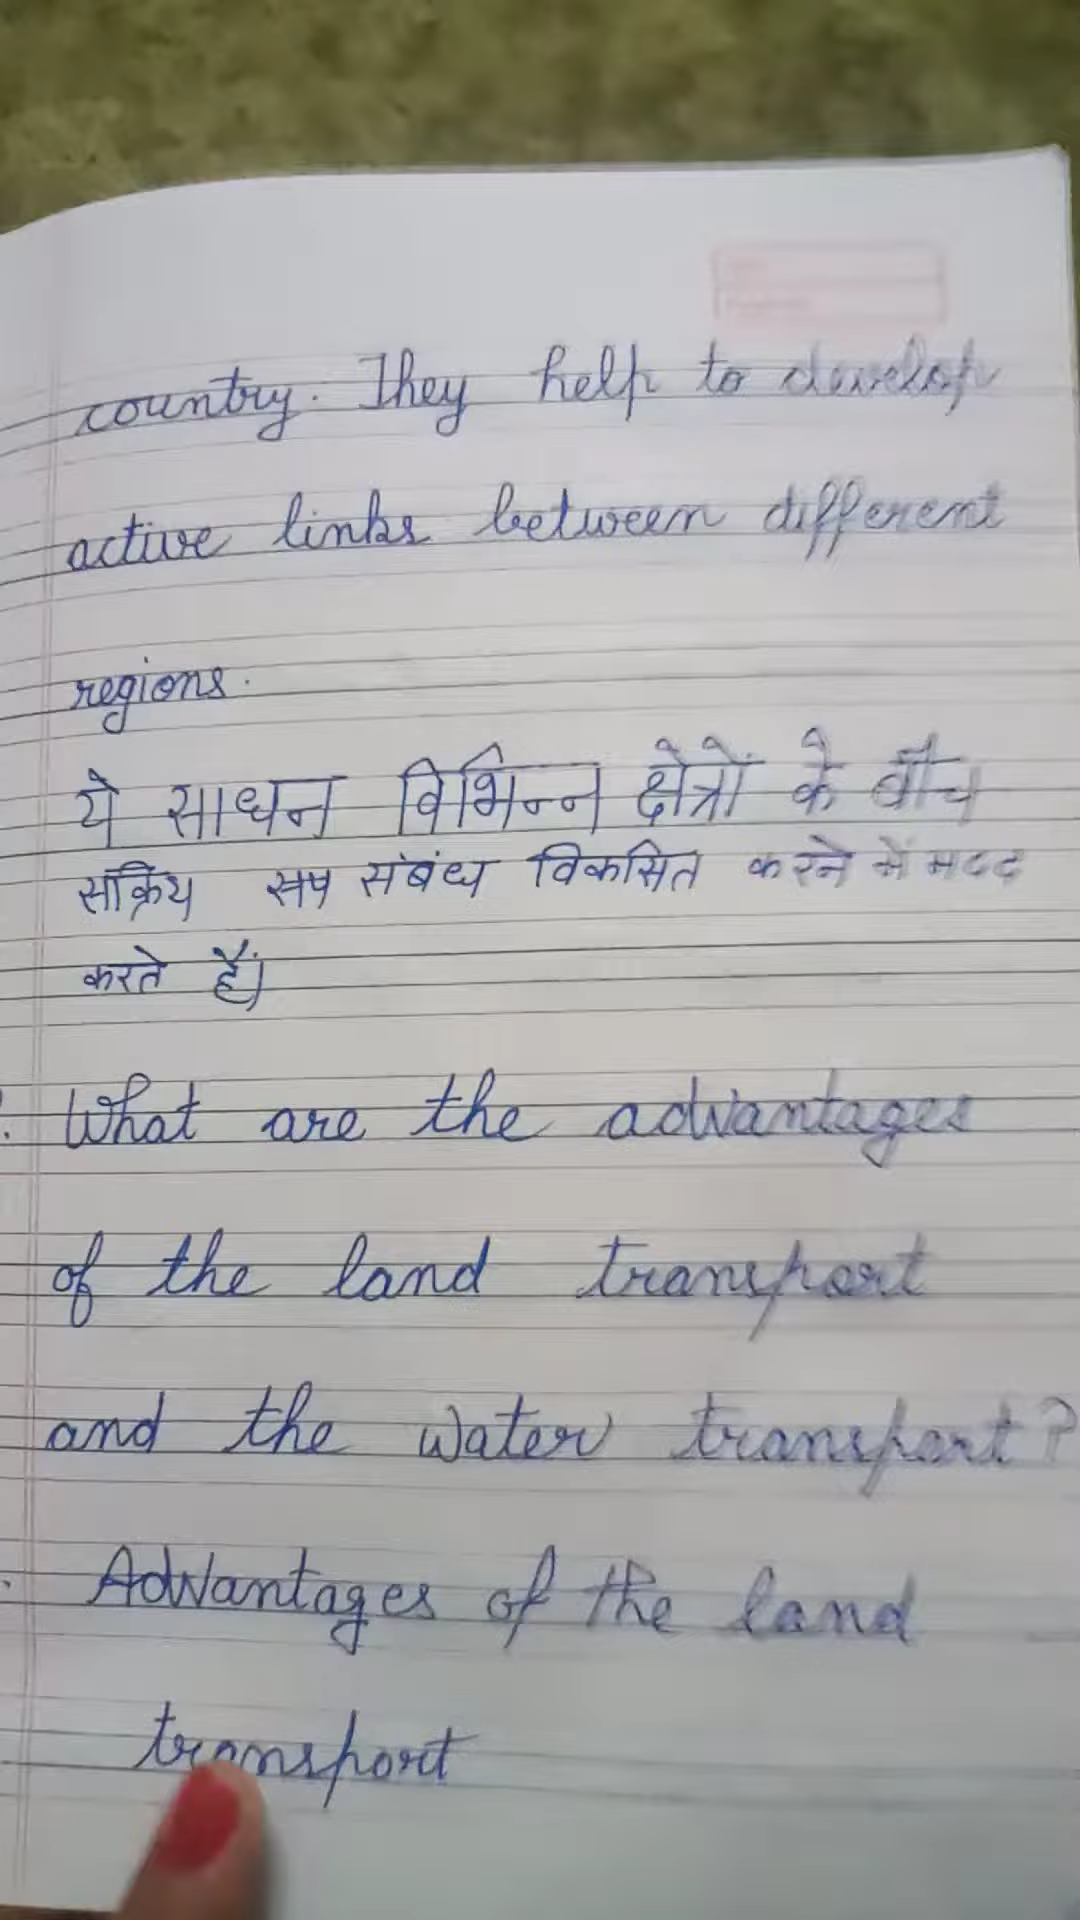 country. They help to develop
active links between different
regions.
ये साधन विभिन्न क्षेत्रों के बीच
सक्रिय सप संबंध विकसित करने में मदद
करते हैं।
What are the advantages
of the land transport
and the water transport?
Advantages of the land
transport